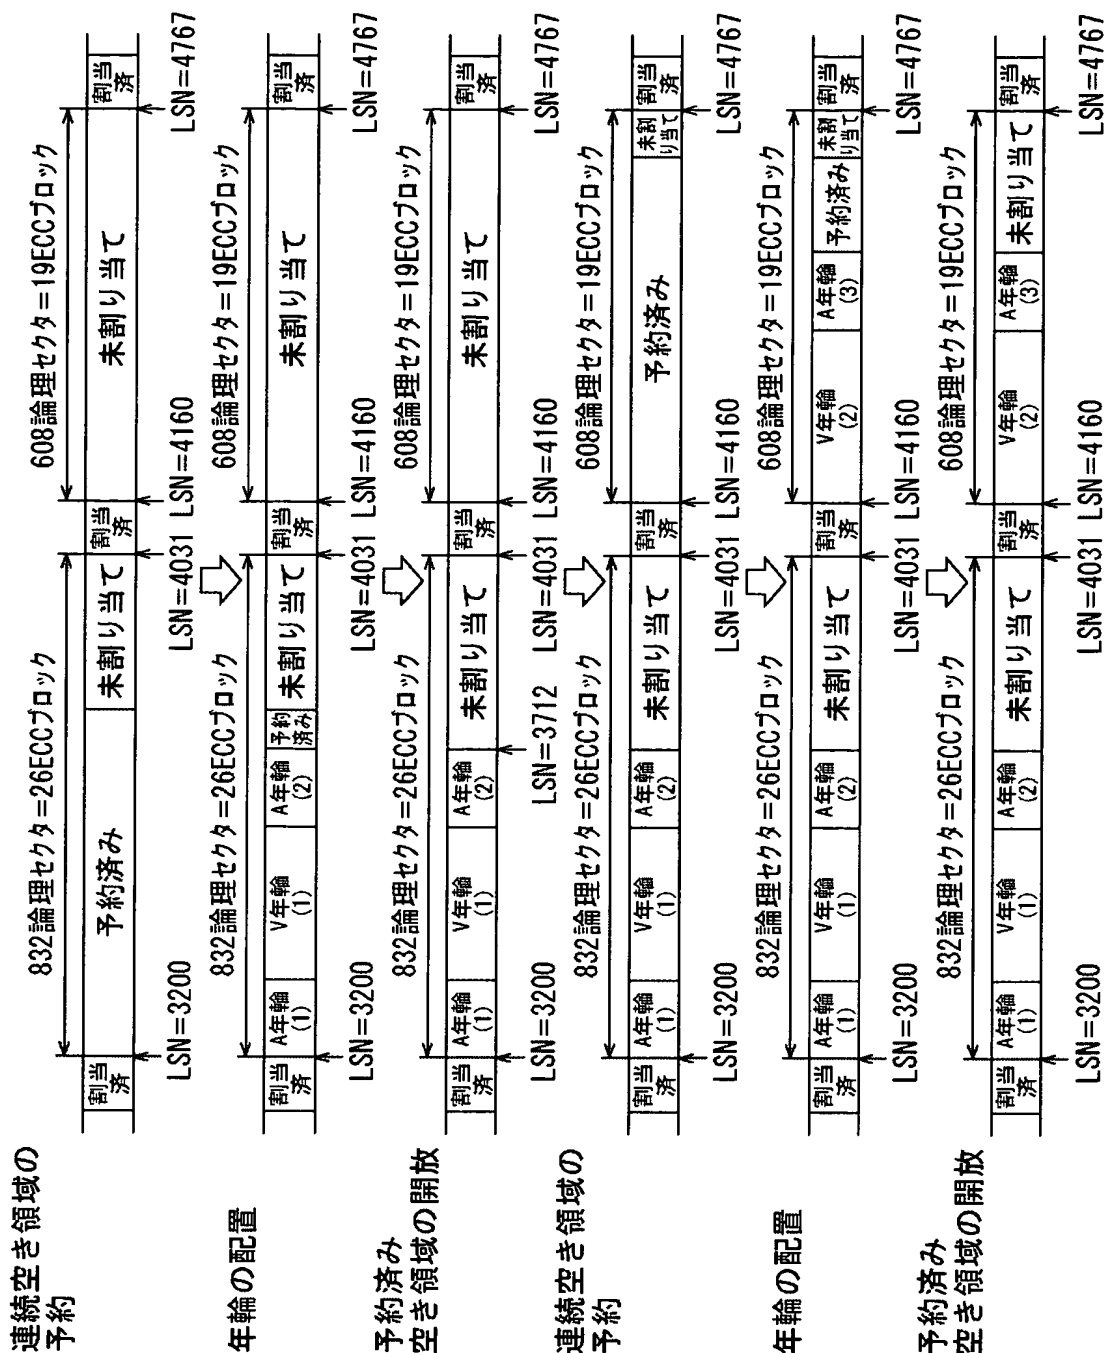 連続空き領域の
予約
832論理セクタ=26ECCブロック
608論理セクタ=19ECCブロック
割当
済
予約済み
未割り当て
割当
済
未割り当て
割当
済
LSN=3200
LSN=4031
LSN=4160
LSN=4767
年輪の配置
832論理セクタ=26ECCブロック
608論理セクタ=19ECCブロック
割当
済
A年輪
(1)
V年輪
(1)
A年輪
(2)
予約
済み
未割り当て
割当
済
未割り当て
割当
済
LSN=3200
LSN=4031
LSN=4160
LSN=4767
予約済み
空き領域の開放
832論理セクタ=26ECCブロック
608論理セクタ=19ECCブロック
割当
済
A年輪
(1)
V年輪
(1)
A年輪
(2)
未割り当て
割当
済
未割り当て
割当
済
LSN=3200
LSN=3712
LSN=4031
LSN=4160
LSN=4767
連続空き領域の
予約
832論理セクタ=26ECCブロック
608論理セクタ=19ECCブロック
割当
済
A年輪
(1)
V年輪
(1)
A年輪
(2)
未割り当て
割当
済
予約済み
未割
り当て
割当
済
LSN=3200
LSN=4031
LSN=4160
LSN=4767
年輪の配置
832論理セクタ=26ECCブロック
608論理セクタ=19ECCブロック
割当
済
A年輪
(1)
V年輪
(1)
A年輪
(2)
未割り当て
割当
済
V年輪
(2)
A年輪
(3)
予約済み
未割
り当て
割当
済
LSN=3200
LSN=4031
LSN=4160
LSN=4767
予約済み
空き領域の開放
832論理セクタ=26ECCブロック
608論理セクタ=19ECCブロック
割当
済
A年輪
(1)
V年輪
(1)
A年輪
(2)
未割り当て
割当
済
V年輪
(2)
A年輪
(3)
未割り当て
割当
済
LSN=3200
LSN=4031
LSN=4160
LSN=4767